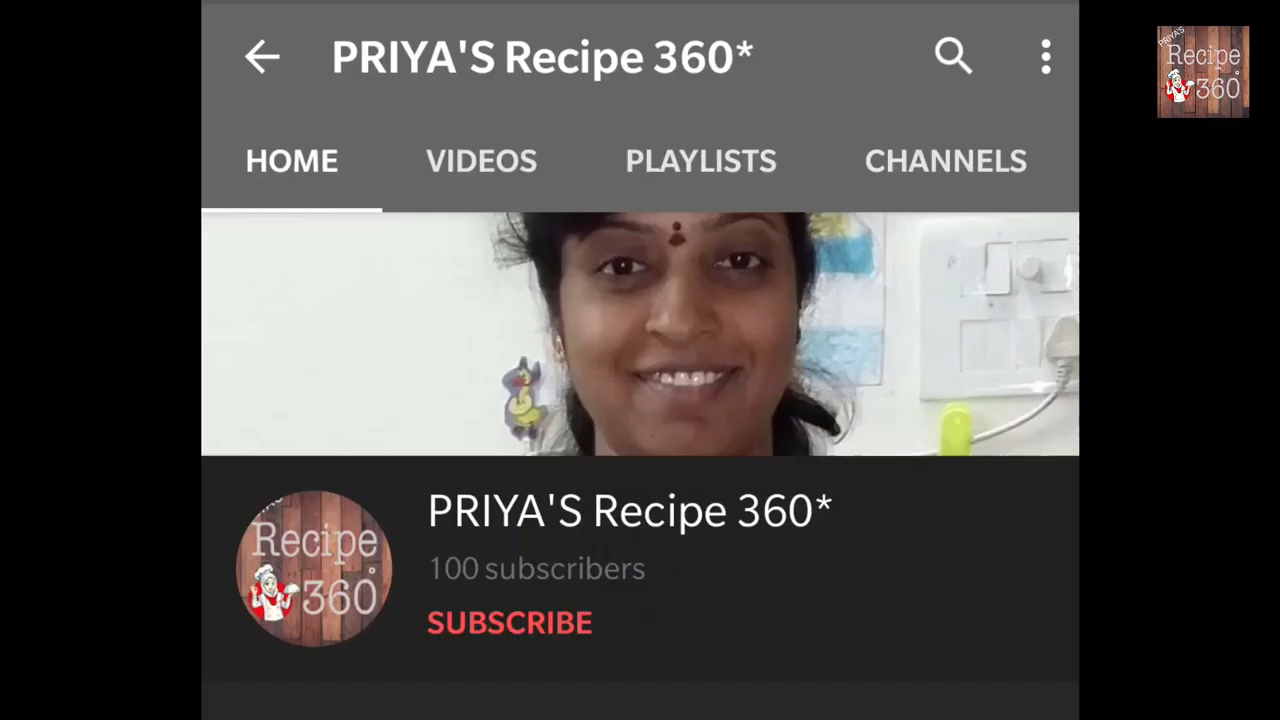 PRIYA'S Recipe 360*
HOME VIDEOS PLAYLISTS CHANNELS
PRIYA'S Recipe 360*
100 subscribers
SUBSCRIBE
Recipe
360°
PRIYA'S
Recipe
360°